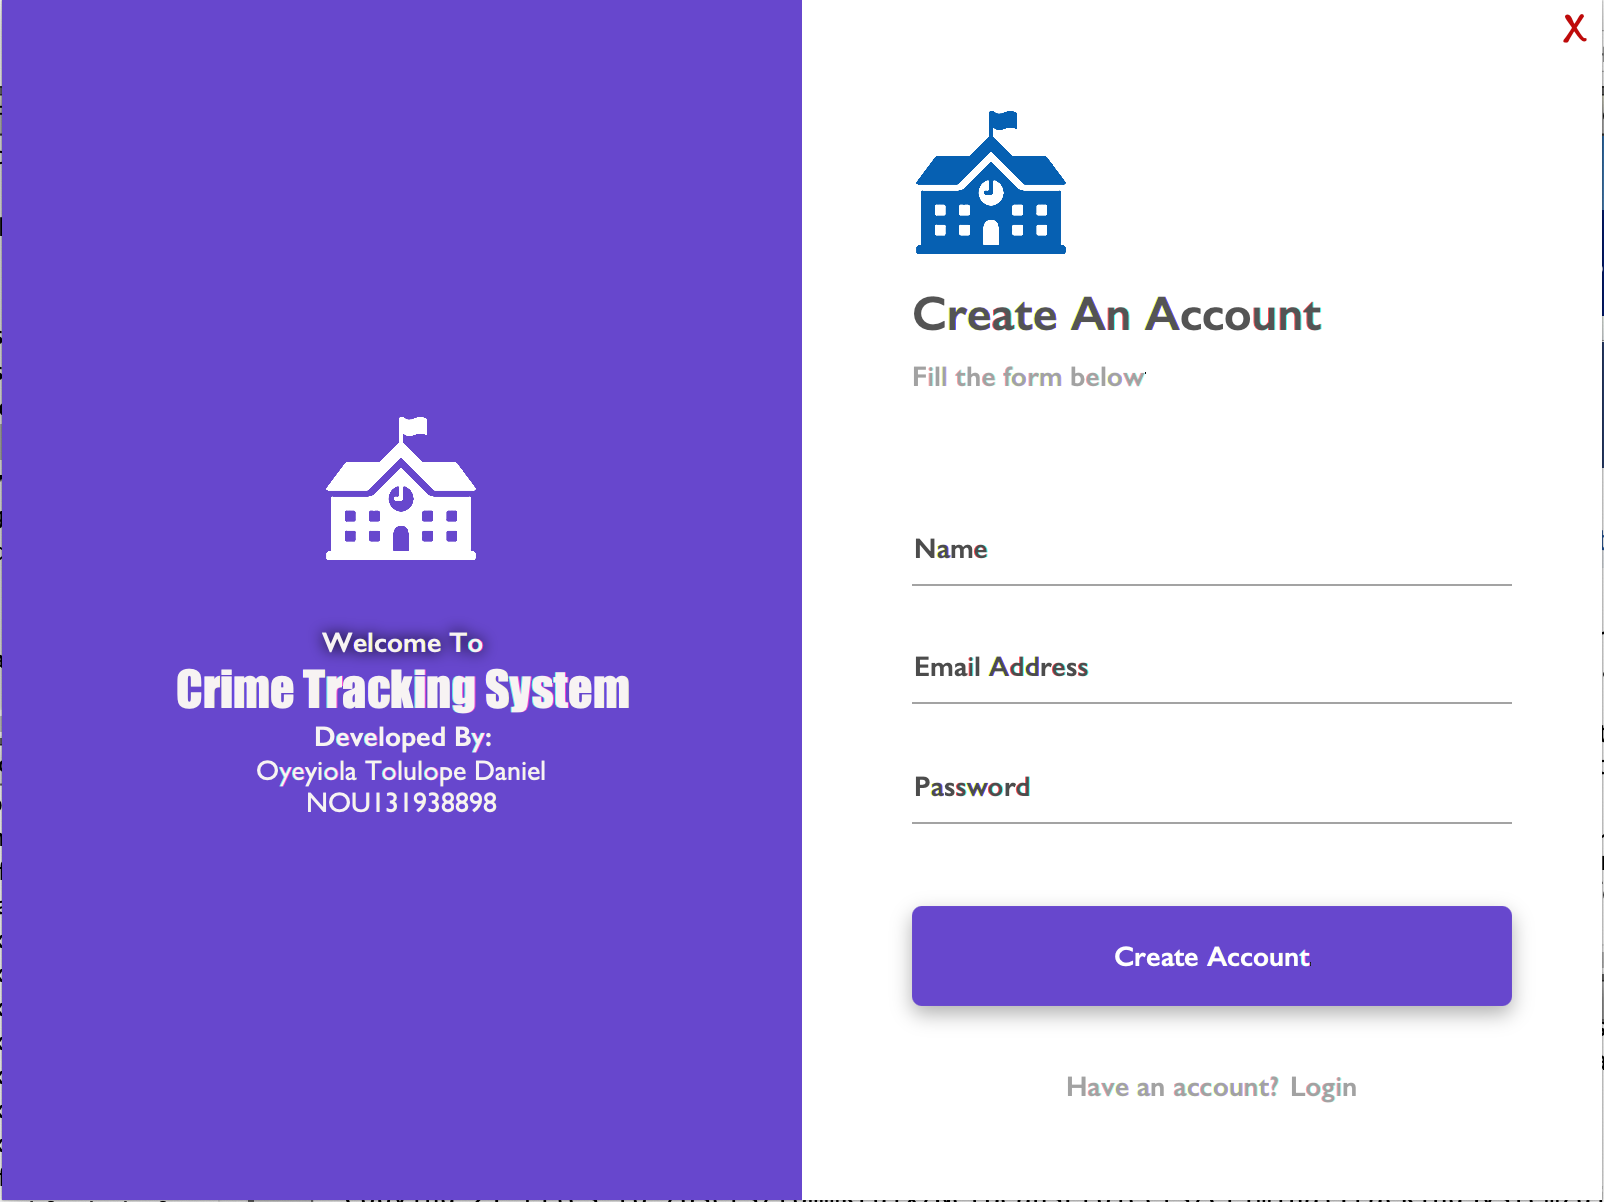 X
Welcome To
Crime Tracking System
Developed By:
Oyeyiola Tolulope Daniel
NOU131938898
Create An Account
Fill the form below
Name
Email Address
Password
Create Account
Have an account? Login